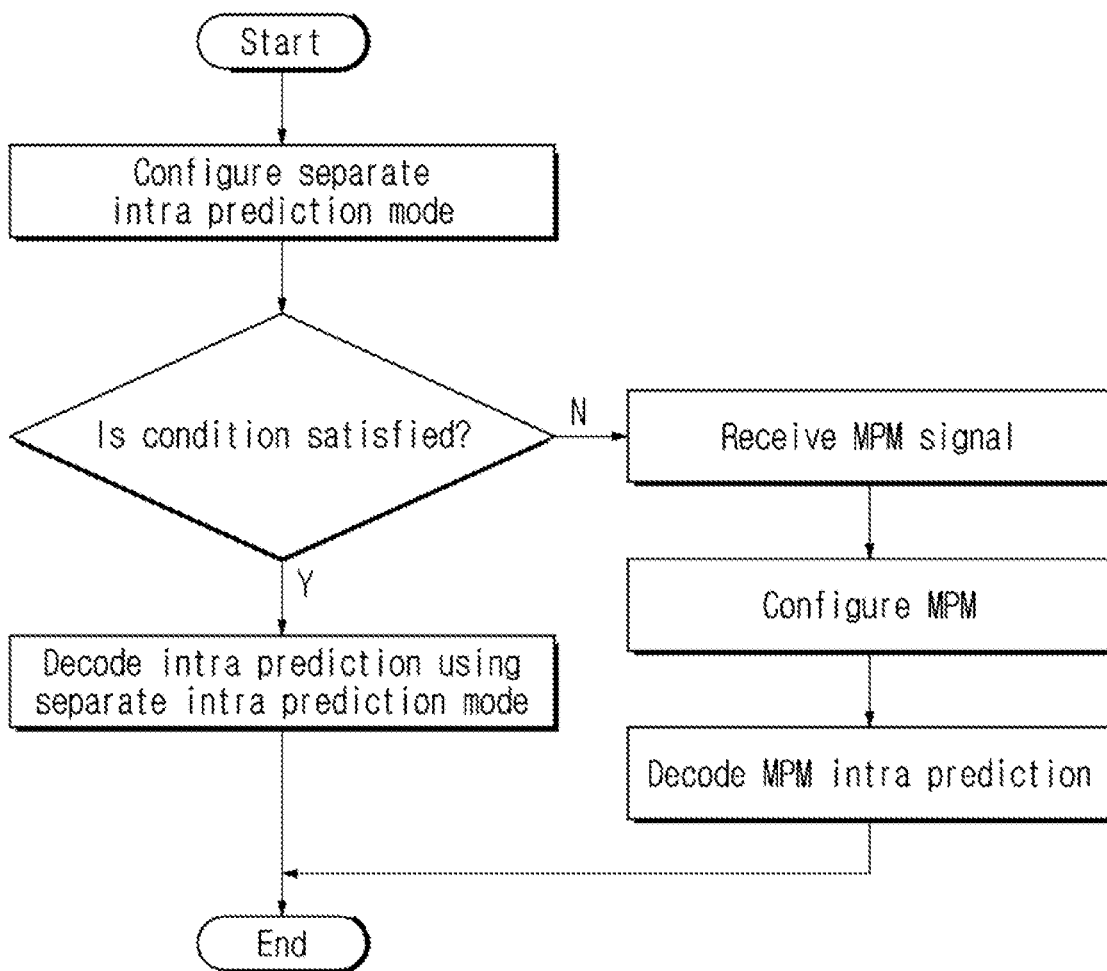 Start
Configure separate
intra prediction mode
Is condition satisfied?
N
Receive MPM signal
Configure MPM
Y
Decode intra prediction using
separate intra prediction mode
Decode MPM intra prediction
End